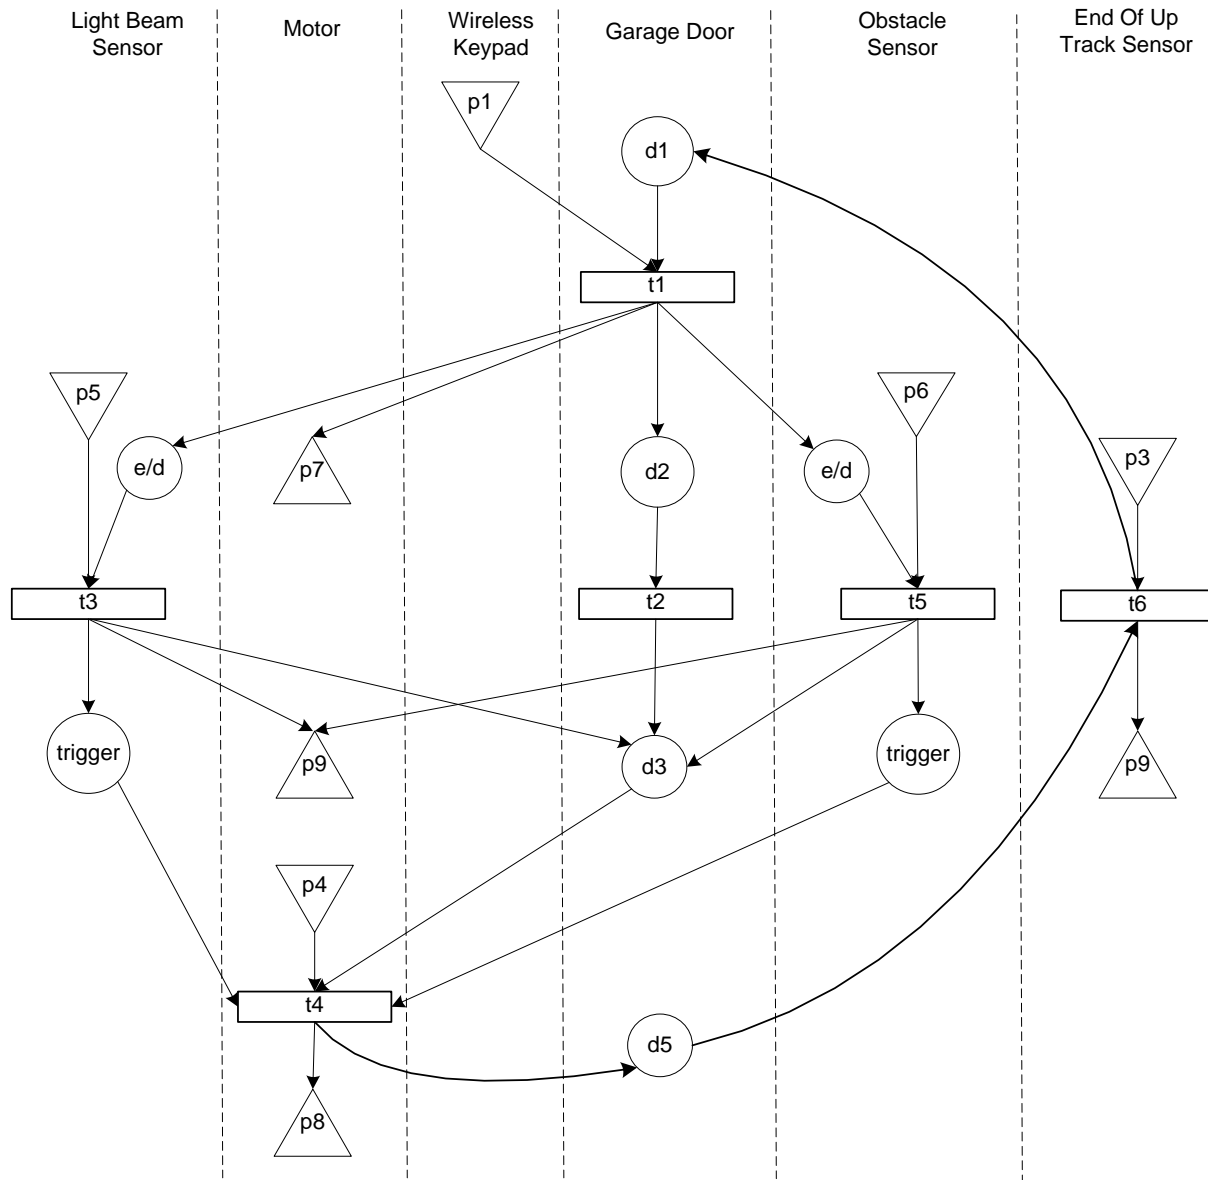 Light Beam
Sensor
Motor
Wireless
Keypad
Garage Door
Obstacle
Sensor
End Of Up
Track Sensor
p1
d1
t1
p5
p6
e/d
p7
d2
e/d
p3
t3
t2
t5
t6
trigger
p9
d3
trigger
p9
p4
t4
d5
p8